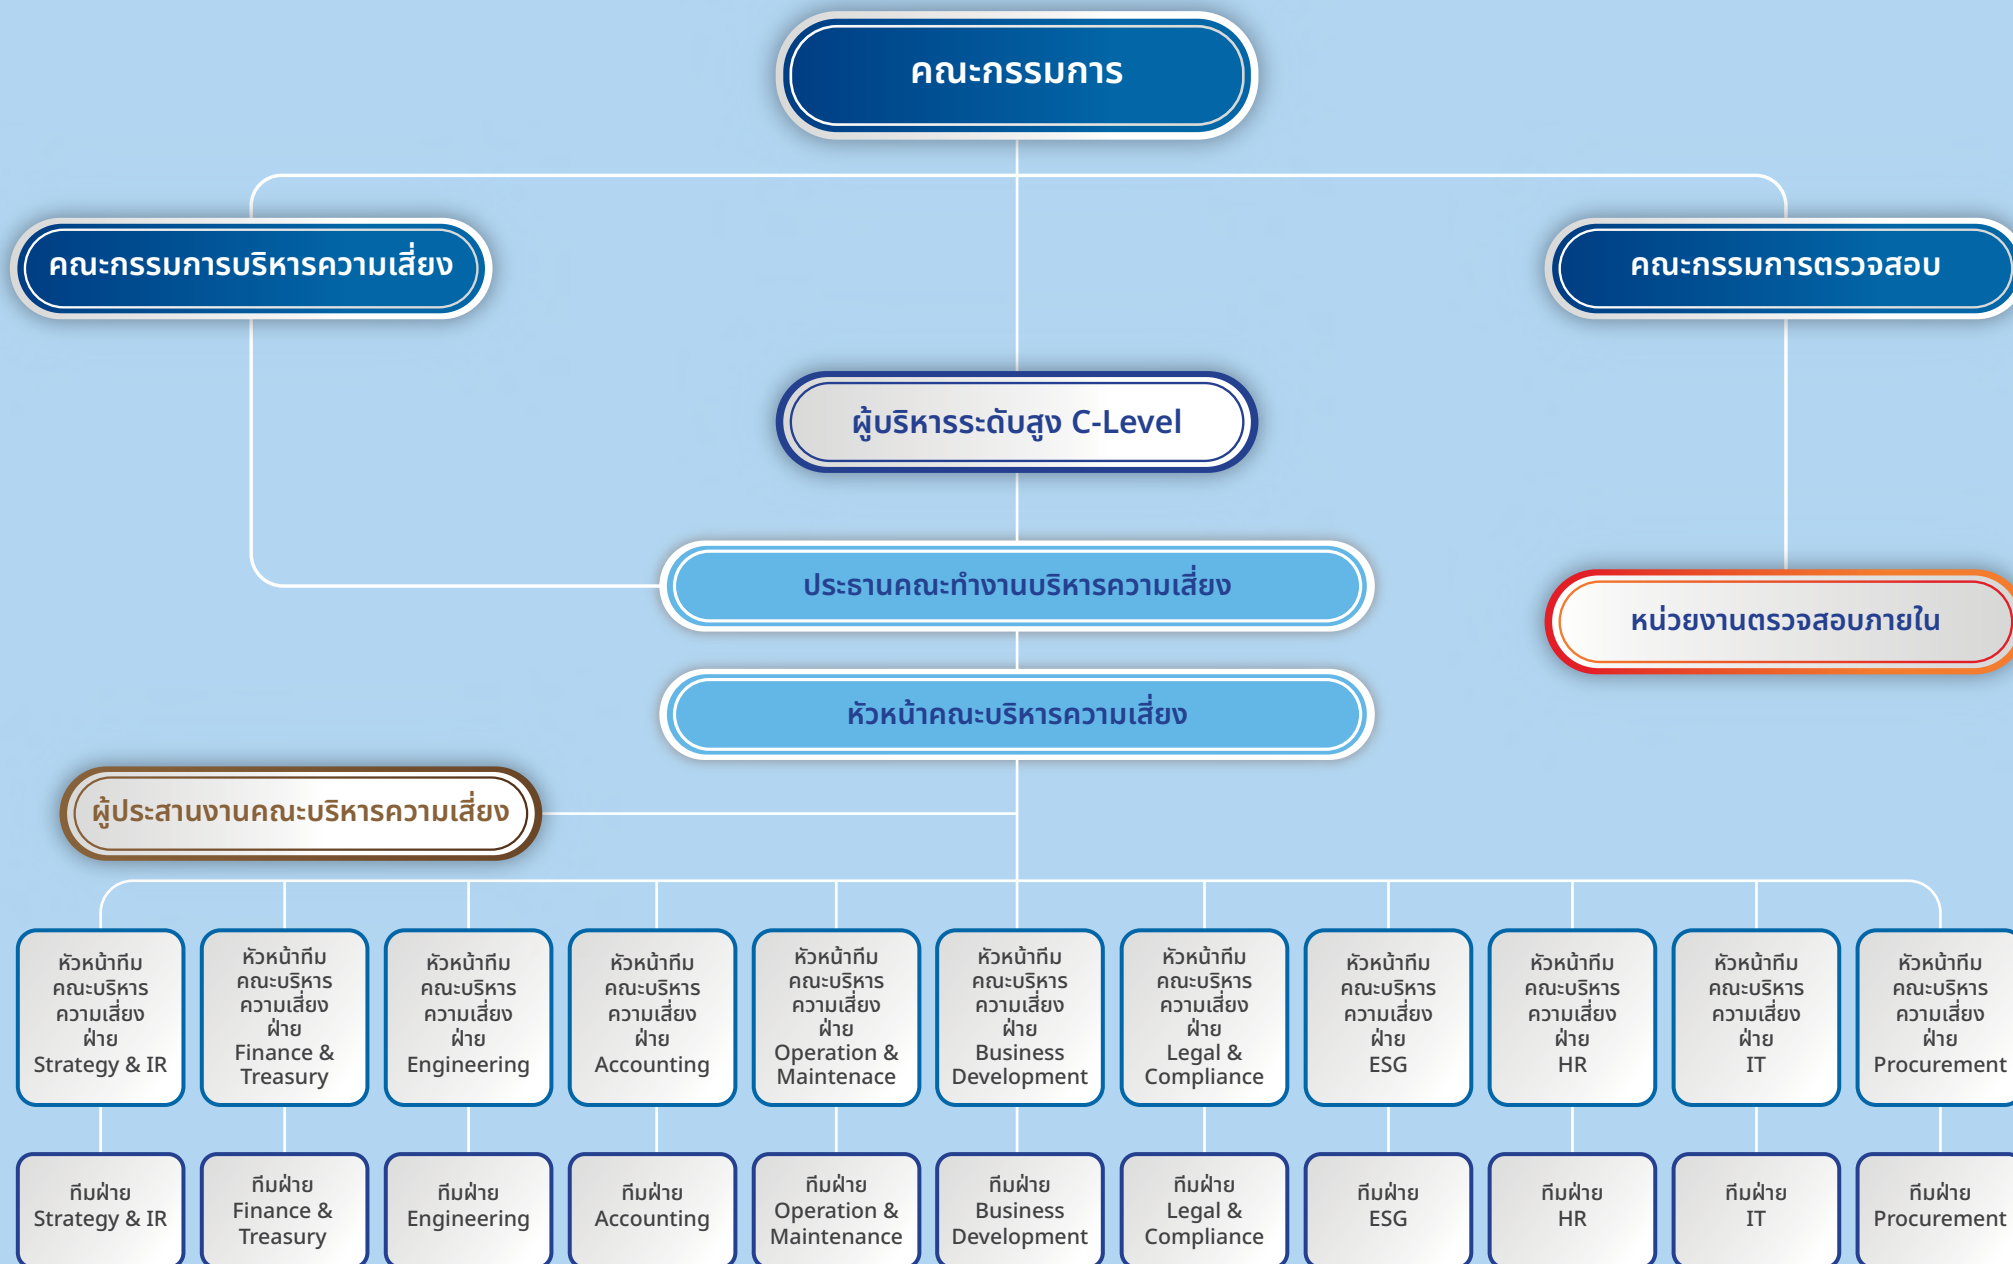 คณะกรรมการ
คณะกรรมการบริหารความเสี่ยง
คณะกรรมการตรวจสอบ
ผู้บริหารระดับสูง C-Level
ประธานคณะทำงานบริหารความเสี่ยง
หน่วยงานตรวจสอบภายใน
หัวหน้าคณะบริหารความเสี่ยง
ผู้ประสานงานคณะบริหารความเสี่ยง
หัวหน้าทีม
คณะบริหาร
ความเสี่ยง
ฝ่าย
Strategy & IR
หัวหน้าทีม
คณะบริหาร
ความเสี่ยง
ฝ่าย
Finance &
Treasury
หัวหน้าทีม
คณะบริหาร
ความเสี่ยง
ฝ่าย
Engineering
หัวหน้าทีม
คณะบริหาร
ความเสี่ยง
ฝ่าย
Accounting
หัวหน้าทีม
คณะบริหาร
ความเสี่ยง
ฝ่าย
Operation &
Maintenace
หัวหน้าทีม
คณะบริหาร
ความเสี่ยง
ฝ่าย
Business
Development
หัวหน้าทีม
คณะบริหาร
ความเสี่ยง
ฝ่าย
Legal &
Compliance
หัวหน้าทีม
คณะบริหาร
ความเสี่ยง
ฝ่าย
ESG
หัวหน้าทีม
คณะบริหาร
ความเสี่ยง
ฝ่าย
HR
หัวหน้าทีม
คณะบริหาร
ความเสี่ยง
ฝ่าย
IT
หัวหน้าทีม
คณะบริหาร
ความเสี่ยง
ฝ่าย
Procurement
ทีมฝ่าย
Strategy & IR
ทีมฝ่าย
Finance &
Treasury
ทีมฝ่าย
Engineering
ทีมฝ่าย
Accounting
ทีมฝ่าย
Operation &
Maintenance
ทีมฝ่าย
Business
Development
ทีมฝ่าย
Legal &
Compliance
ทีมฝ่าย
ESG
ทีมฝ่าย
HR
ทีมฝ่าย
IT
ทีมฝ่าย
Procurement